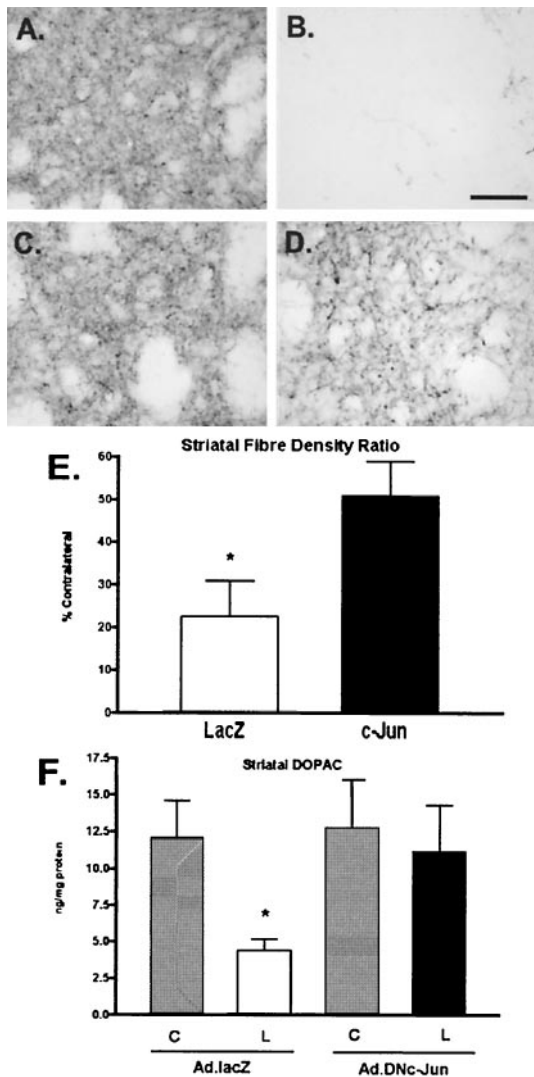 A.
B.
C.
D.
E.
Striatal Fibre Density Ratio
60
50
40
30
20
10
0
% Contralateral
*
LacZ
c-Jun
F.
Striatal DOPAC
17.5
15.0
12.5
10.0
7.5
5.0
2.5
0.0
ng/mg protein
*
C
L
C
L
Ad.lacZ
Ad.DNc-Jun